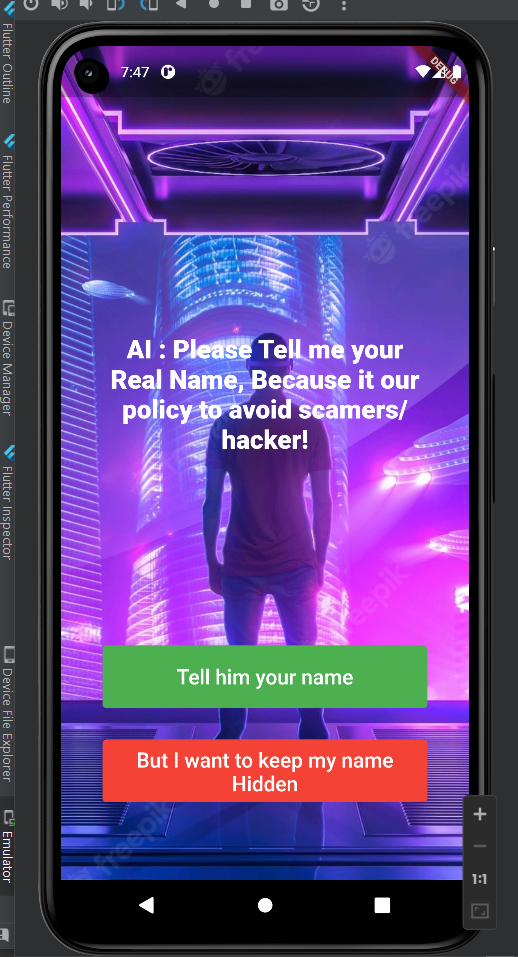 Flutter Outline
Flutter Performance
Device Manager
Flutter Inspector
Device File Explorer
Emulator
7:47
DEBUG
freepik
AI : Please Tell me your
Real Name, Because it our
policy to avoid scamers/
hacker!
freepik
Tell him your name
But I want to keep my name
Hidden
freepik
1:1